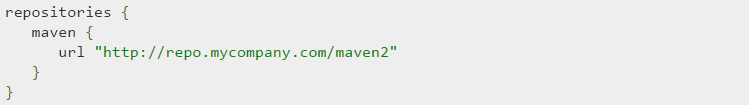 repositories {
   maven {
      url "http://repo.mycompany.com/maven2"
   }
}